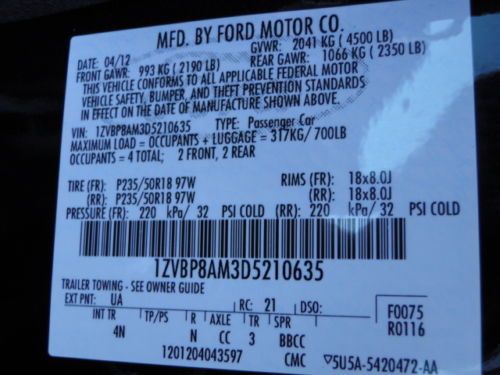 MFD. BY FORD MOTOR CO.
DATE: 04/12 GVWR: 2041 KG ( 4500 LB)
FRONT GAWR: 993 KG ( 2190 LB) REAR GAWR: 1066 KG ( 2350 LB)
THIS VEHICLE CONFORMS TO ALL APPLICABLE FEDERAL MOTOR
VEHICLE SAFETY, BUMPER, AND THEFT PREVENTION STANDARDS
IN EFFECT ON THE DATE OF MANUFACTURE SHOWN ABOVE.
VIN: 1ZVBP8AM3D5210635 TYPE: Passenger Car
MAXIMUM LOAD = OCCUPANTS + LUGGAGE = 317KG/ 700LB
OCCUPANTS = 4 TOTAL; 2 FRONT, 2 REAR
TIRE (FR): P235/50R18 97W RIMS (FR): 18x8.0J
(RR): P235/50R18 97W (RR): 18x8.0J
PRESSURE (FR): 220 kPa/ 32 PSI COLD (RR): 220 kPa/ 32 PSI COLD
1ZVBP8AM3D5210635
TRAILER TOWING - SEE OWNER GUIDE
EXT PNT: UA RC: 21 DSO: F0075
INT TR TP/PS R AXLE TR SPR R0116
4N N CC 3 BBCC
1201204043597 CMC ▽5U5A-5420472-AA